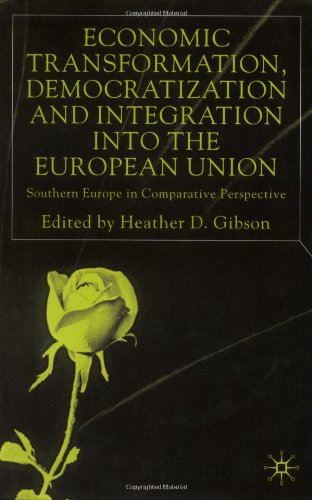 ECONOMIC
TRANSFORMATION,
DEMOCRATIZATION
AND INTEGRATION
INTO THE
EUROPEAN UNION
Southern Europe in Comparative Perspective
Edited by Heather D. Gibson